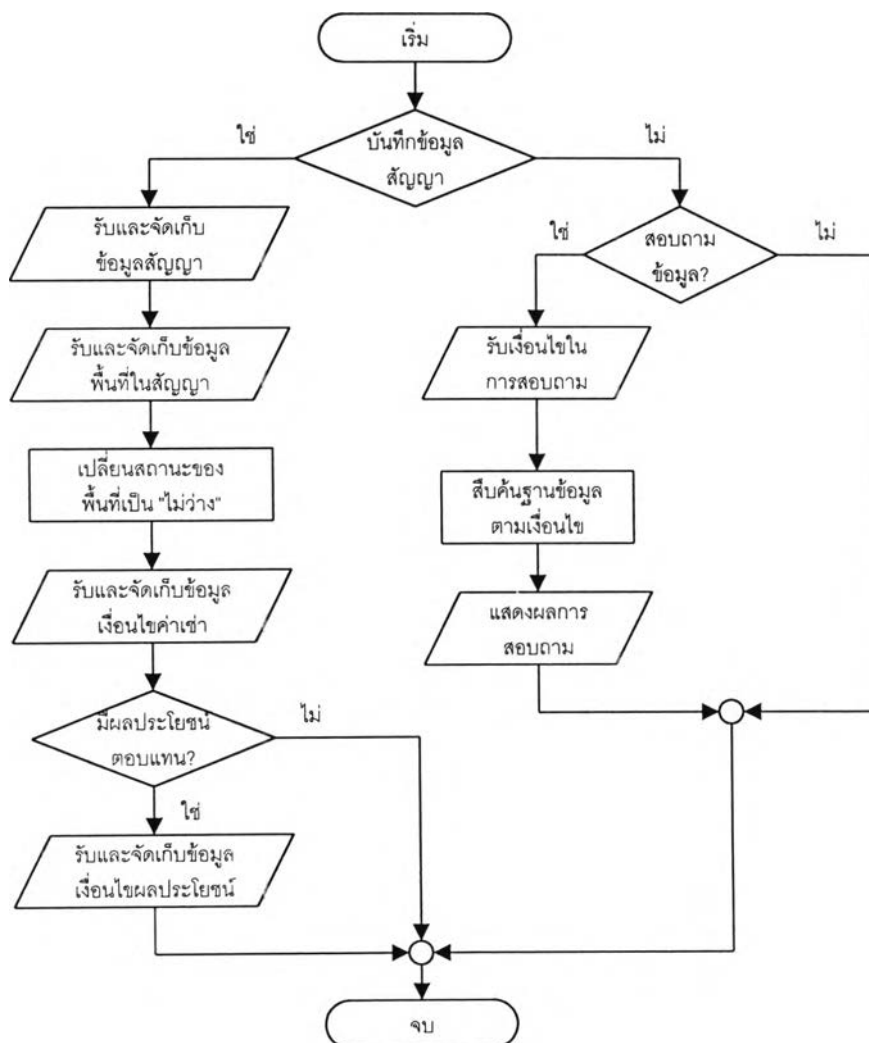 เริ่ม
บันทึกข้อมูล
สัญญา
ใช่
ไม่
รับและจัดเก็บ
ข้อมูลสัญญา
รับและจัดเก็บข้อมูล
พื้นที่ในสัญญา
เปลี่ยนสถานะของ
พื้นที่เป็น "ไม่ว่าง"
รับและจัดเก็บข้อมูล
เงื่อนไขค่าเช่า
มีผลประโยชน์
ตอบแทน?
ไม่
ใช่
รับและจัดเก็บข้อมูล
เงื่อนไขผลประโยชน์
สอบถาม
ข้อมูล?
ใช่
ไม่
รับเงื่อนไขใน
การสอบถาม
สืบค้นฐานข้อมูล
ตามเงื่อนไข
แสดงผลการ
สอบถาม
จบ